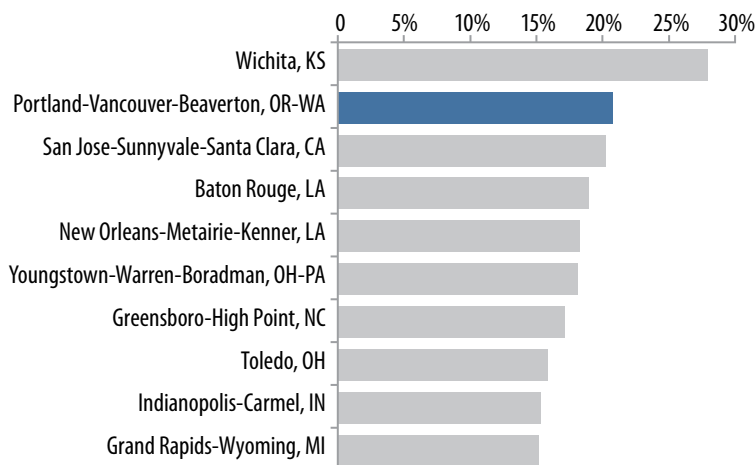 0 5% 10% 15% 20% 25% 30%
Wichita, KS
Portland-Vancouver-Beaverton, OR-WA
San Jose-Sunnyvale-Santa Clara, CA
Baton Rouge, LA
New Orleans-Metairie-Kenner, LA
Youngstown-Warren-Boradman, OH-PA
Greensboro-High Point, NC
Toledo, OH
Indianopolis-Carmel, IN
Grand Rapids-Wyoming, MI